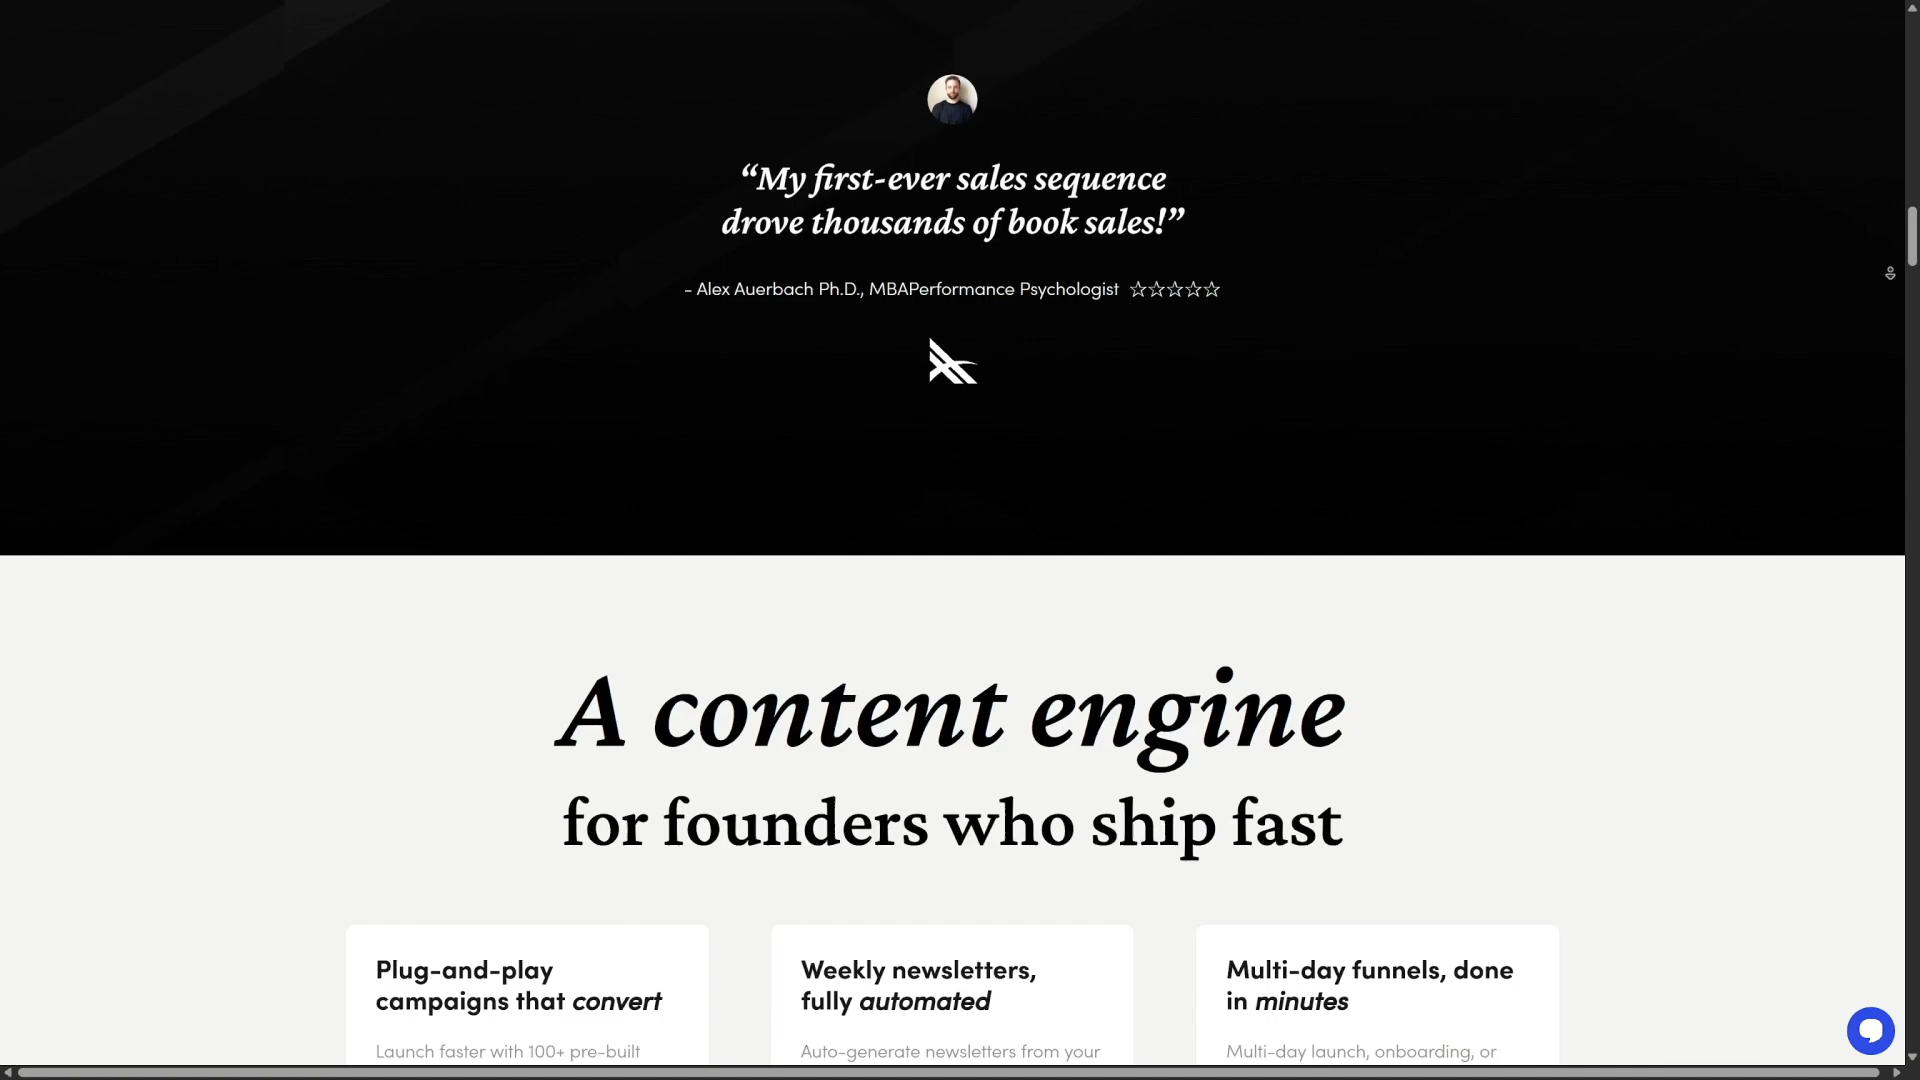 “My first-ever sales sequence
drove thousands of book sales!”
- Alex Auerbach Ph.D., MBAPerformance Psychologist ☆☆☆☆☆
A content engine
for founders who ship fast
Plug-and-play
campaigns that convert
Launch faster with 100+ pre-built
Weekly newsletters,
fully automated
Auto-generate newsletters from your
Multi-day funnels, done
in minutes
Multi-day launch, onboarding, or